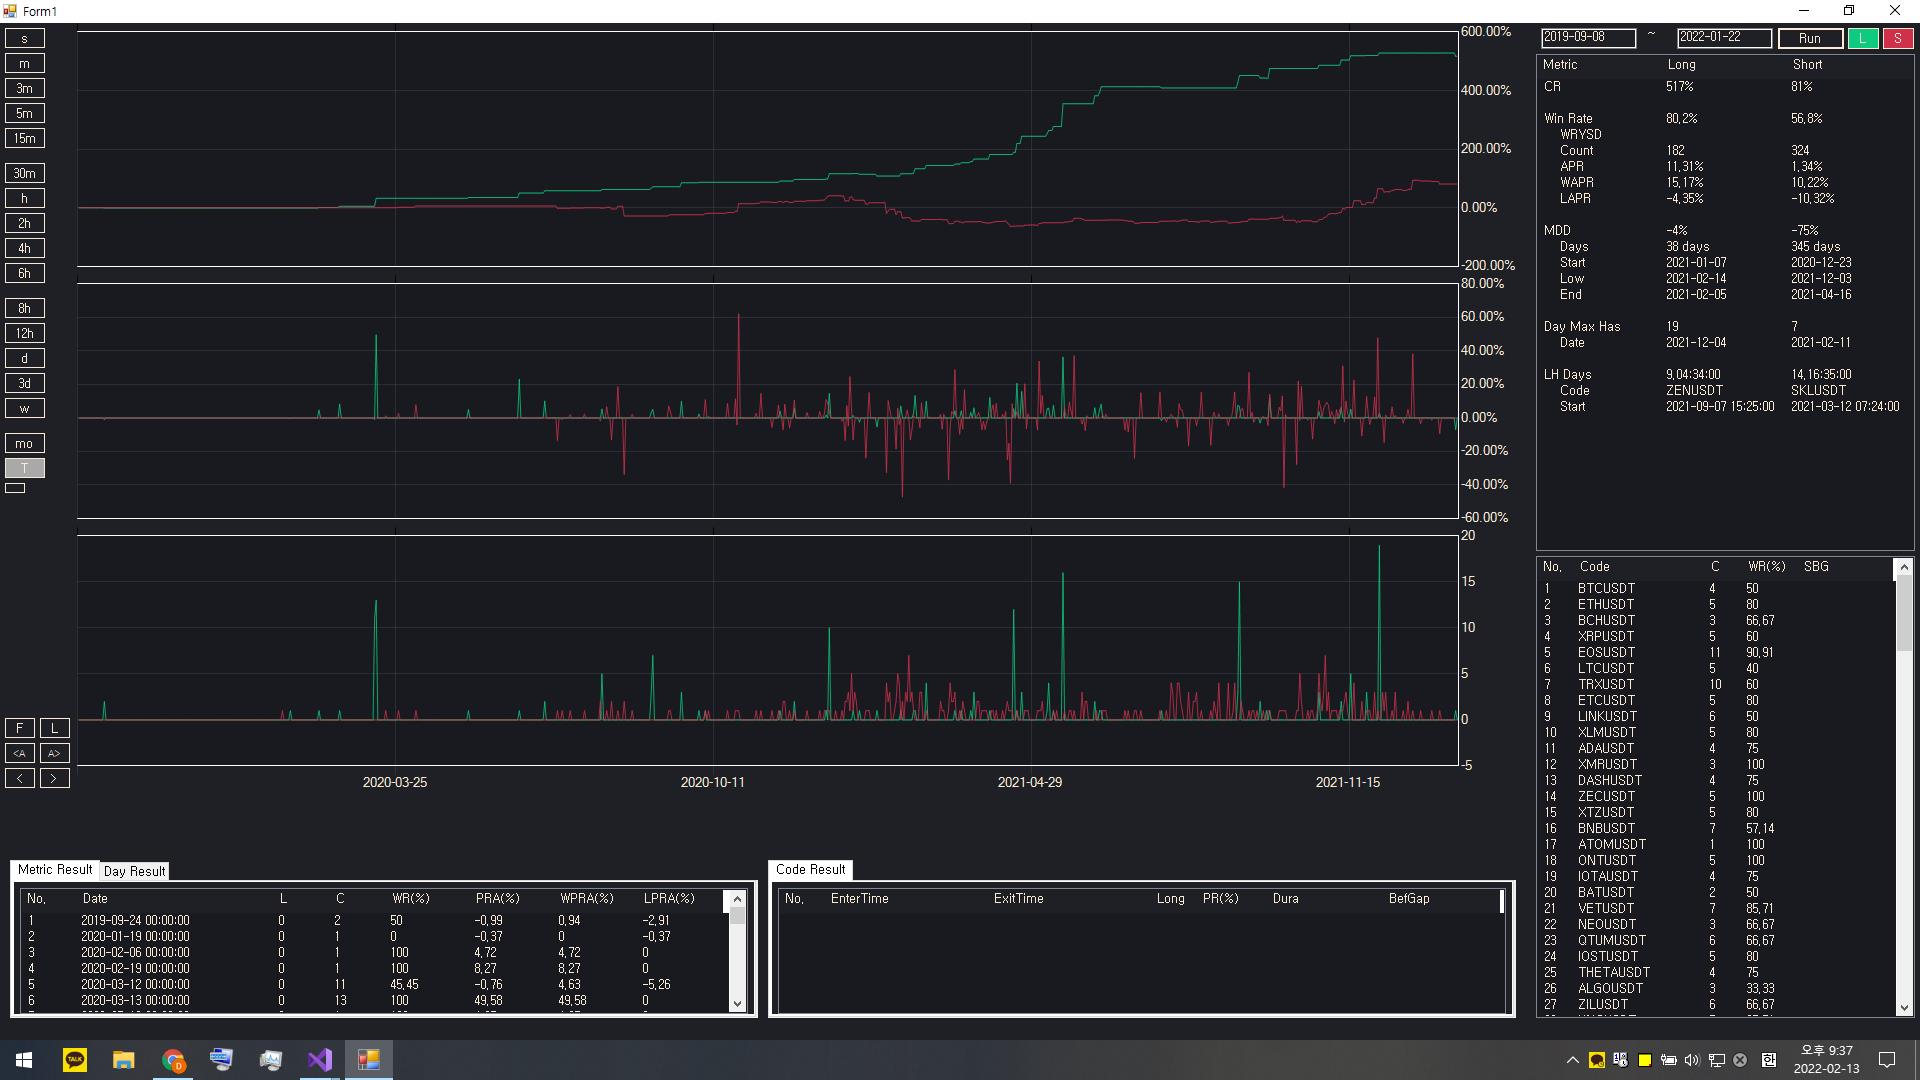 Form1
s
m
3m
5m
15m
30m
h
2h
4h
6h
8h
12h
d
3d
w
mo
T
F L
<A A>
< >
600.00%
400.00%
200.00%
0.00%
-200.00%
80.00%
60.00%
40.00%
20.00%
0.00%
-20.00%
-40.00%
-60.00%
20
15
10
5
0
-5
2020-03-25 2020-10-11 2021-04-29 2021-11-15
2019-09-08 ~ 2022-01-22 Run L S
Metric Long Short
CR 517% 81%
Win Rate 80,2% 56,8%
WRYSD
Count 182 324
APR 11,31% 1,34%
WAPR 15,17% 10,22%
LAPR -4,35% -10,32%
MDD -4% -75%
Days 38 days 345 days
Start 2021-01-07 2020-12-23
Low 2021-02-14 2021-12-03
End 2021-02-05 2021-04-16
Day Max Has 19 7
Date 2021-12-04 2021-02-11
LH Days 9,04:34:00 14,16:35:00
Code ZENUSDT SKLUSDT
Start 2021-09-07 15:25:00 2021-03-12 07:24:00
No, Code C WR(%) SBG
1 BTCUSDT 4 50
2 ETHUSDT 5 80
3 BCHUSDT 3 66,67
4 XRPUSDT 5 60
5 EOSUSDT 11 90,91
6 LTCUSDT 5 40
7 TRXUSDT 10 60
8 ETCUSDT 5 80
9 LINKUSDT 6 50
10 XLMUSDT 5 80
11 ADAUSDT 4 75
12 XMRUSDT 3 100
13 DASHUSDT 4 75
14 ZECUSDT 5 100
15 XTZUSDT 5 80
16 BNBUSDT 7 57,14
17 ATOMUSDT 1 100
18 ONTUSDT 5 100
19 IOTAUSDT 4 75
20 BATUSDT 2 50
21 VETUSDT 7 85,71
22 NEOUSDT 3 66,67
23 QTUMUSDT 6 66,67
24 IOSTUSDT 5 80
25 THETAUSDT 4 75
26 ALGOUSDT 3 33,33
27 ZILUSDT 6 66,67
Metric Result Day Result
No, Date L C WR(%) PRA(%) WPRA(%) LPRA(%)
1 2019-09-24 00:00:00 0 2 50 -0,99 0,94 -2,91
2 2020-01-19 00:00:00 0 1 0 -0,37 0 -0,37
3 2020-02-06 00:00:00 0 1 100 4,72 4,72 0
4 2020-02-19 00:00:00 0 1 100 8,27 8,27 0
5 2020-03-12 00:00:00 0 11 45,45 -0,76 4,63 -5,26
6 2020-03-13 00:00:00 0 13 100 49,58 49,58 0
Code Result
No, EnterTime ExitTime Long PR(%) Dura BefGap
TALK
오후 9:37
2022-02-13